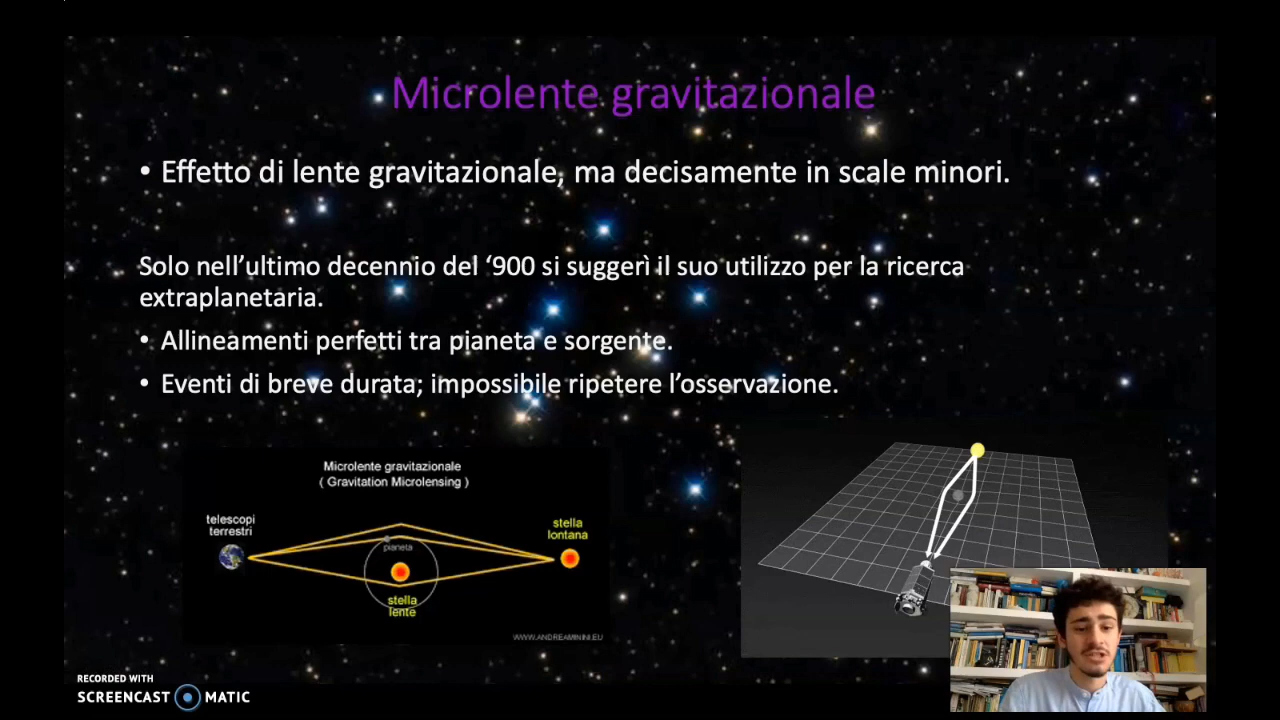 Microlente gravitazionale
• Effetto di lente gravitazionale, ma decisamente in scale minori.
Solo nell’ultimo decennio del ‘900 si suggerì il suo utilizzo per la ricerca
extraplanetaria.
• Allineamenti perfetti tra pianeta e sorgente.
• Eventi di breve durata; impossibile ripetere l’osservazione.
Microlente gravitazionale
( Gravitation Microlensing )
telescopi
terrestri
pianeta
stella
lontana
stella
lente
WWW.ANDREAMININI.EU
RECORDED WITH
SCREENCAST MATIC